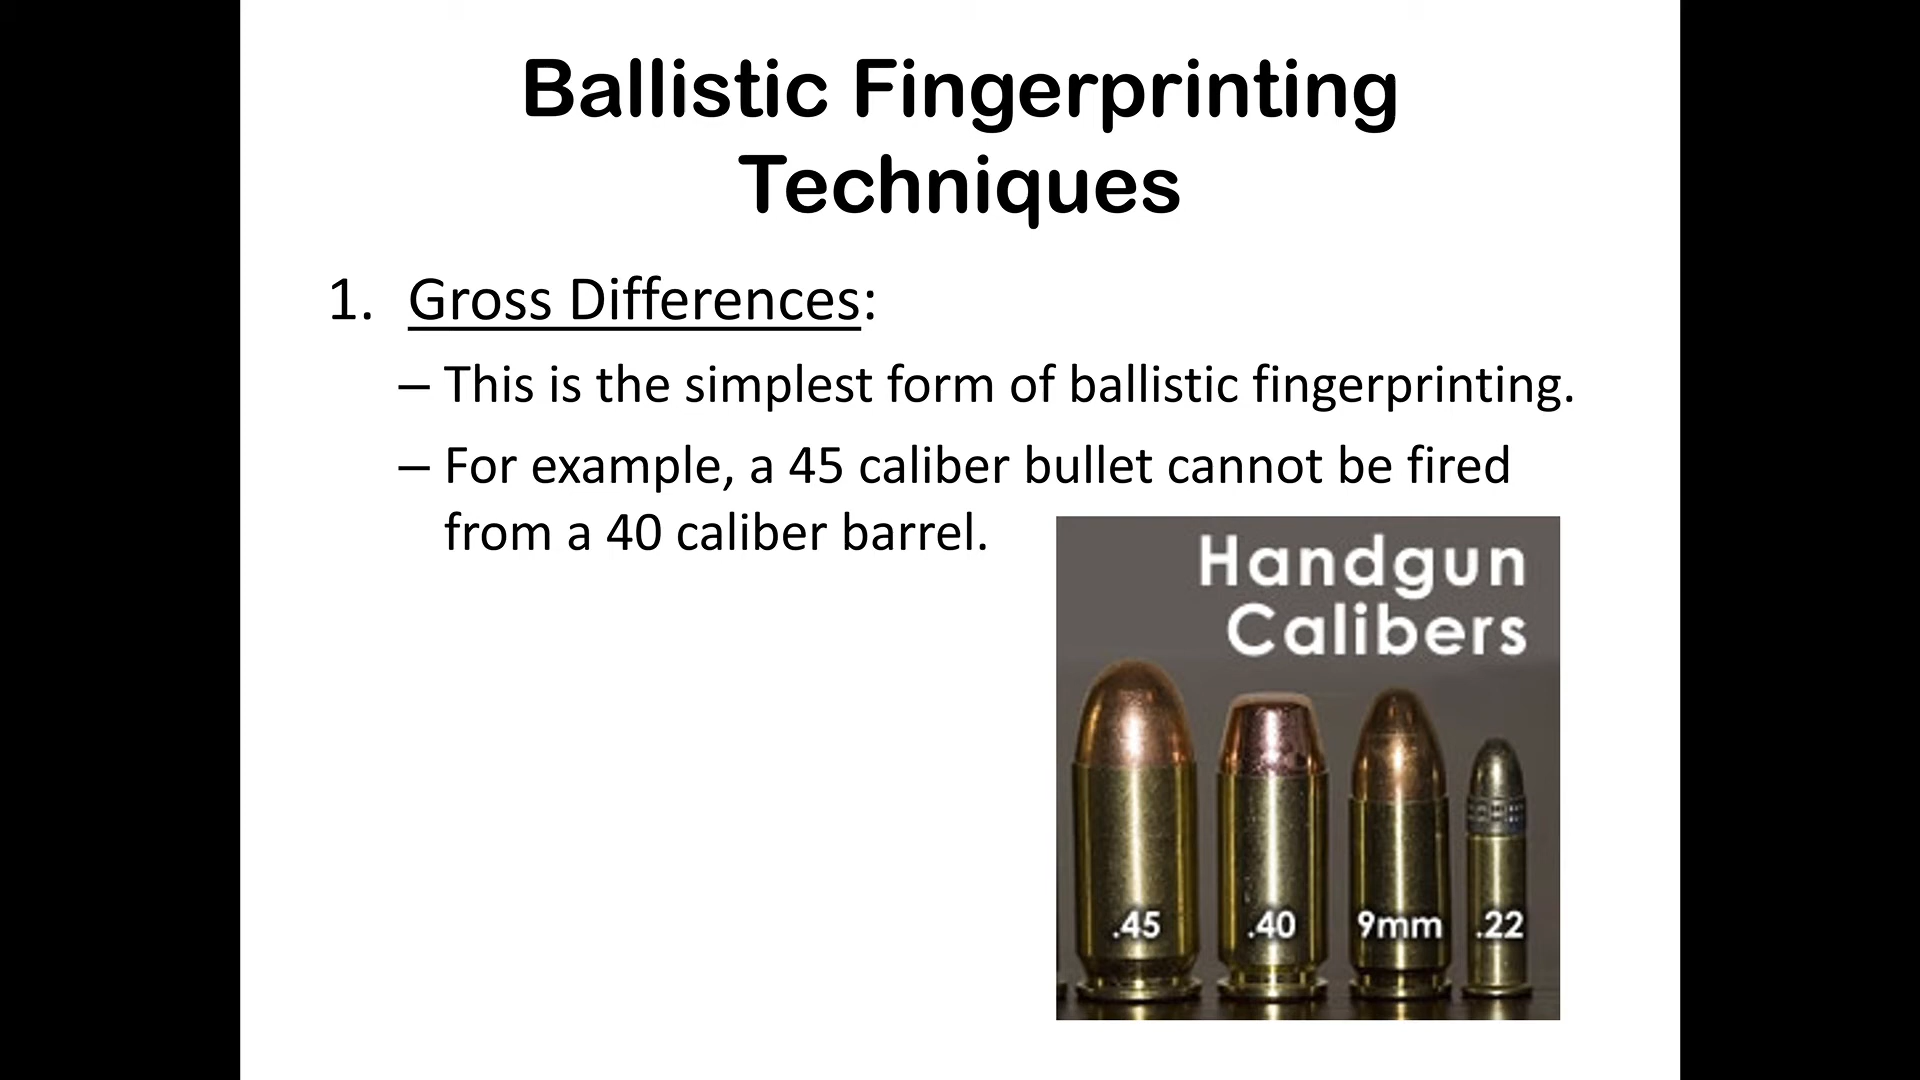 Ballistic Fingerprinting
Techniques
1. Gross Differences:
– This is the simplest form of ballistic fingerprinting.
– For example, a 45 caliber bullet cannot be fired
from a 40 caliber barrel.
Handgun
Calibers
.45 .40 9mm .22